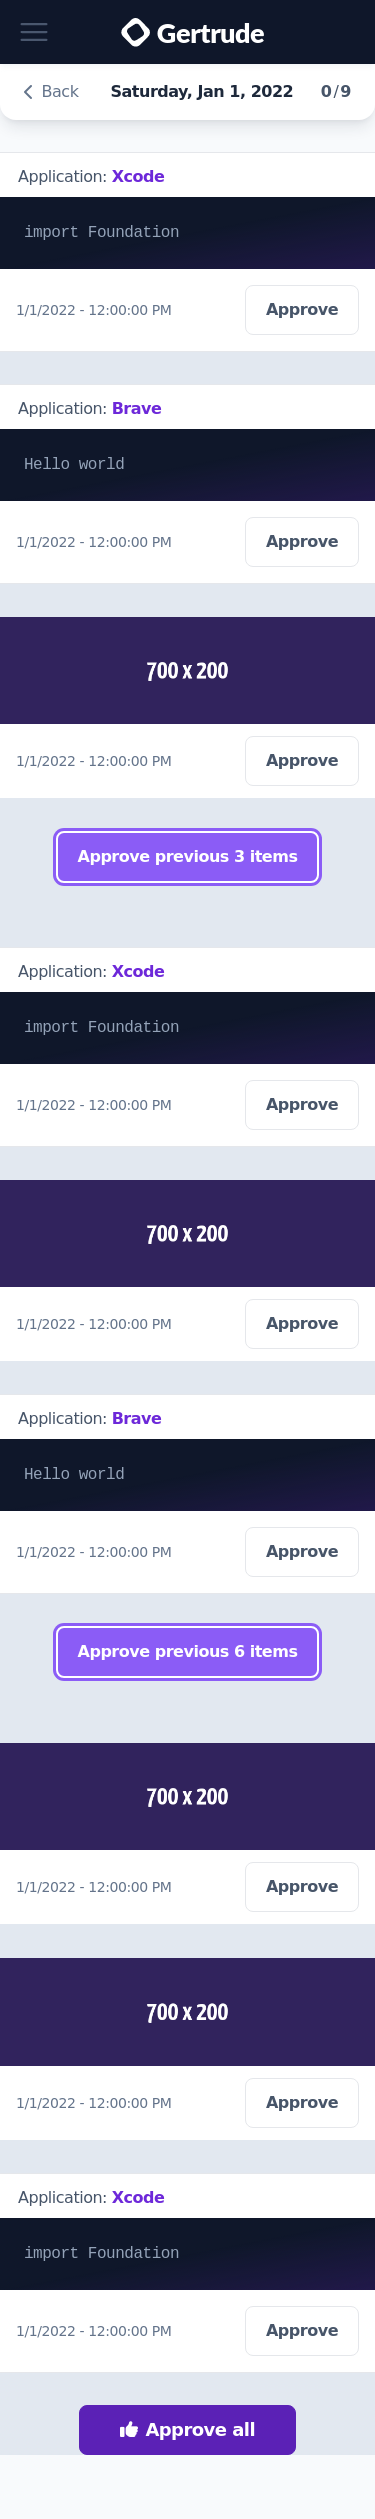 Gertrude
Back Saturday, Jan 1, 2022 0/9
Application: Xcode
import Foundation
1/1/2022 - 12:00:00 PM Approve
Application: Brave
Hello world
1/1/2022 - 12:00:00 PM Approve
700 x 200
1/1/2022 - 12:00:00 PM Approve
Approve previous 3 items
Application: Xcode
import Foundation
1/1/2022 - 12:00:00 PM Approve
700 x 200
1/1/2022 - 12:00:00 PM Approve
Application: Brave
Hello world
1/1/2022 - 12:00:00 PM Approve
Approve previous 6 items
700 x 200
1/1/2022 - 12:00:00 PM Approve
700 x 200
1/1/2022 - 12:00:00 PM Approve
Application: Xcode
import Foundation
1/1/2022 - 12:00:00 PM Approve
Approve all